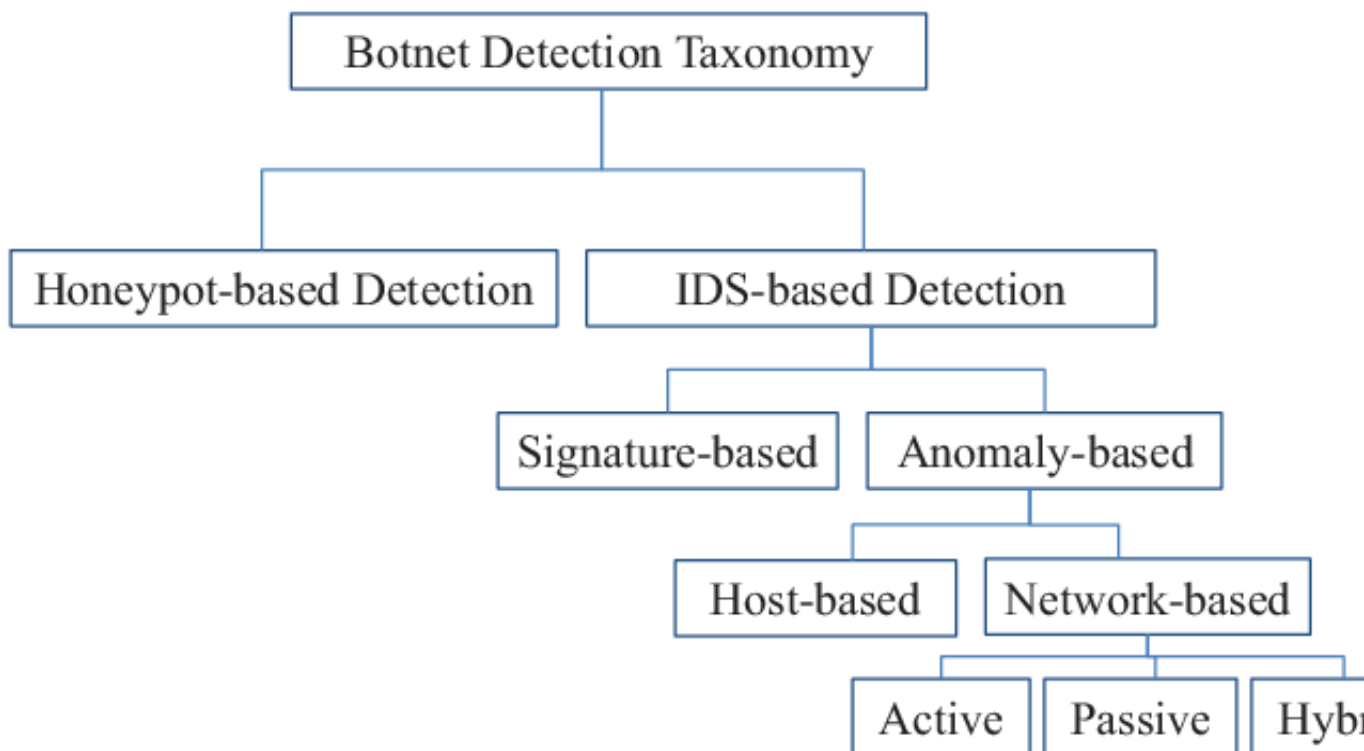 Botnet Detection Taxonomy
Honeypot-based Detection
IDS-based Detection
Signature-based
Anomaly-based
Host-based
Network-based
Active
Passive